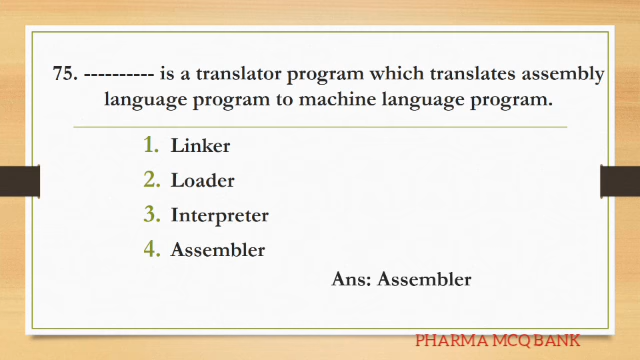 75. ---------- is a translator program which translates assembly
language program to machine language program.
1. Linker
2. Loader
3. Interpreter
4. Assembler
Ans: Assembler
PHARMA MCQ BANK